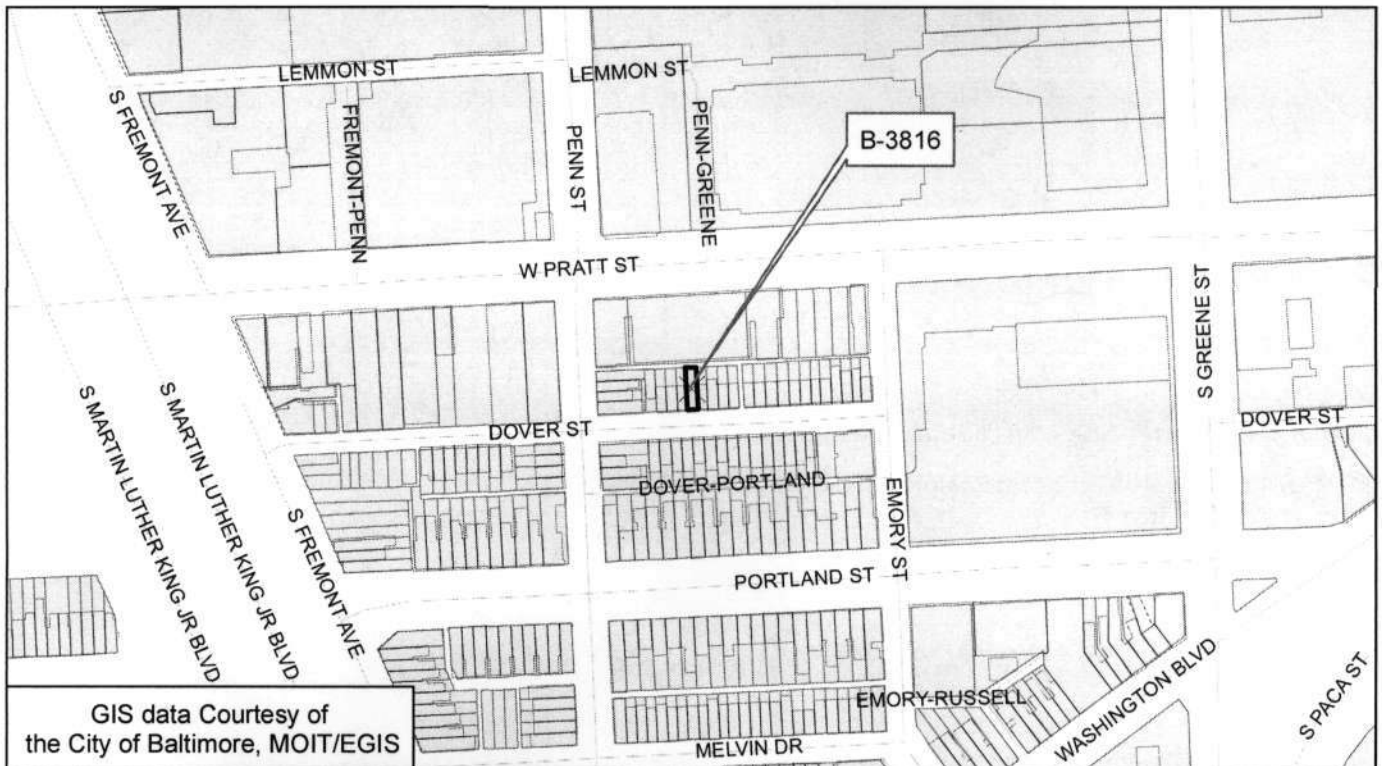 LEMMON ST
LEMMON ST
S FREMONT AVE
FREMONT-PENN
PENN ST
PENN-GREENE
B-3816
W PRATT ST
S GREENE ST
S MARTIN LUTHER KING JR BLVD
S MARTIN LUTHER KING JR BLVD
DOVER ST
DOVER ST
DOVER-PORTLAND
EMORY ST
S FREMONT AVE
PORTLAND ST
EMORY-RUSSELL
WASHINGTON BLVD
S PACA ST
MELVIN DR
GIS data Courtesy of
the City of Baltimore, MOIT/EGIS